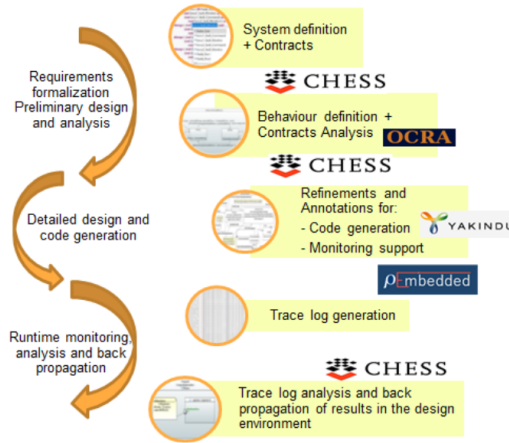 System definition
+ Contracts
CHESS
Requirements
formalization
Preliminary design
and analysis
Behaviour definition +
Contracts Analysis
OCRA
CHESS
Refinements and
Annotations for:
- Code generation
- Monitoring support
YAKINDU
Detailed design and
code generation
ρEmbedded
Trace log generation
Runtime monitoring,
analysis and back
propagation
CHESS
Trace log analysis and back
propagation of results in the design
environment